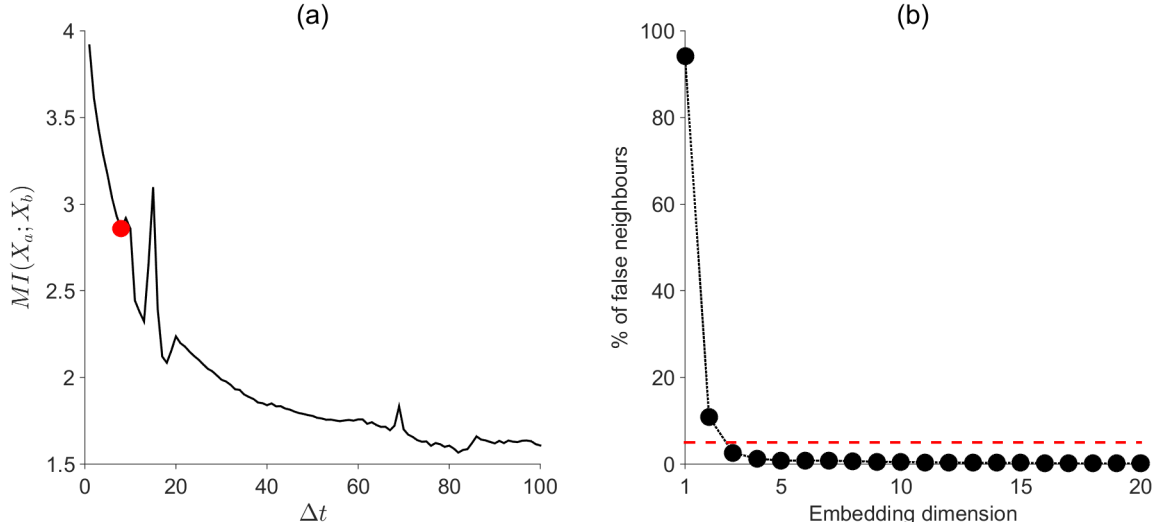 (a)
4
3.5
3
2.5
2
1.5
0 20 40 60 80 100
Δt
MI(X_a; X_b)
(b)
100
80
60
40
20
0
1 5 10 15 20
Embedding dimension
% of false neighbours